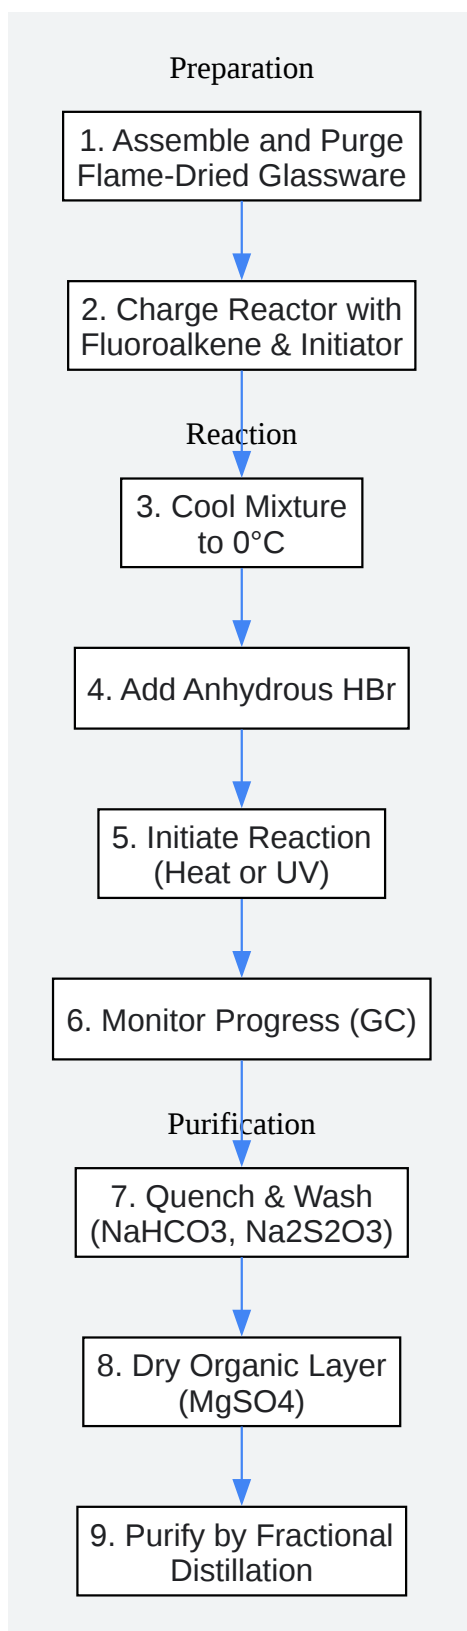 Preparation
1. Assemble and Purge
Flame-Dried Glassware
2. Charge Reactor with
Fluoroalkene & Initiator
Reaction
3. Cool Mixture
to 0°C
4. Add Anhydrous HBr
5. Initiate Reaction
(Heat or UV)
6. Monitor Progress (GC)
Purification
7. Quench & Wash
(NaHCO3, Na2S2O3)
8. Dry Organic Layer
(MgSO4)
9. Purify by Fractional
Distillation